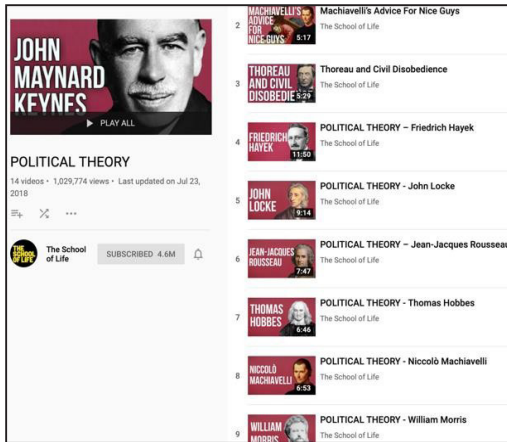 JOHN
MAYNARD
KEYNES
PLAY ALL
POLITICAL THEORY
14 videos • 1,029,774 views • Last updated on Jul 23,
2018
THE
SCHOOL
OF LIFE
The School
of Life
SUBSCRIBED 4.6M
2
MACHIAVELLI'S
ADVICE
FOR
NICE GUYS
5:17
Machiavelli's Advice For Nice Guys
The School of Life
3
THOREAU
AND CIVIL
DISOBEDIE
5:29
Thoreau and Civil Disobedience
The School of Life
4
FRIEDRICH
HAYEK
11:50
POLITICAL THEORY – Friedrich Hayek
The School of Life
5
JOHN
LOCKE
9:14
POLITICAL THEORY - John Locke
The School of Life
6
JEAN-JACQUES
ROUSSEAU
7:47
POLITICAL THEORY – Jean-Jacques Rousseau
The School of Life
7
THOMAS
HOBBES
6:46
POLITICAL THEORY - Thomas Hobbes
The School of Life
8
NICCOLÒ
MACHIAVELLI
6:53
POLITICAL THEORY - Niccolò Machiavelli
The School of Life
9
WILLIAM
MORRIS
POLITICAL THEORY - William Morris
The School of Life